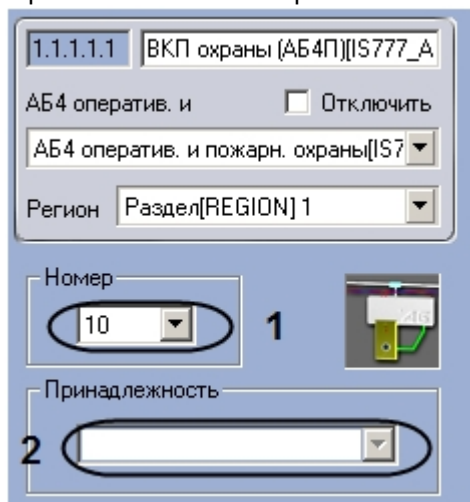 1.1.1.1.1 ВКП охраны (АБ4П)[IS777_A
АБ4 оператив. и Отключить
АБ4 оператив. и пожарн. охраны[IS7
Регион Раздел[REGION] 1
Номер
10 1
Принадлежность
2